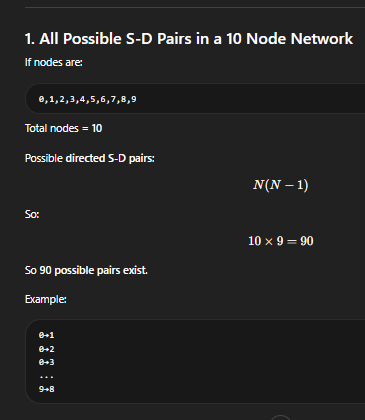 1. All Possible S-D Pairs in a 10 Node Network
If nodes are:
0,1,2,3,4,5,6,7,8,9
Total nodes = 10
Possible directed S-D pairs:
N(N − 1)
So:
10 × 9 = 90
So 90 possible pairs exist.
Example:
0→1
0→2
0→3
...
9→8